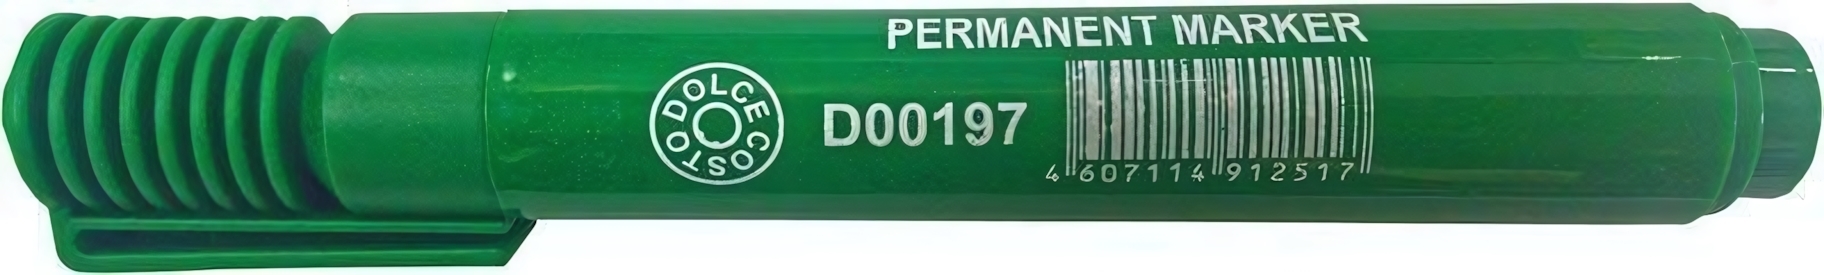 PERMANENT MARKER
DOLCE COSTO
D00197
4 607114 912517